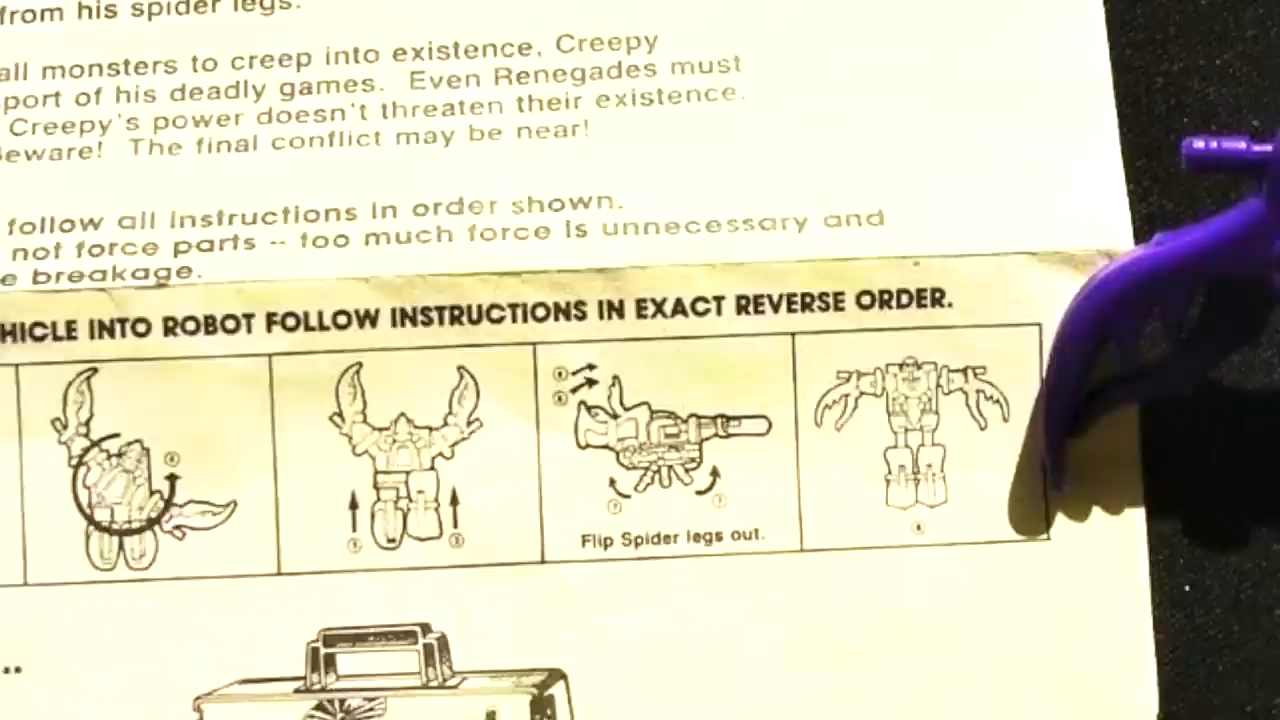 from his spider legs.
all monsters to creep into existence, Creepy
port of his deadly games. Even Renegades must
Creepy's power doesn't threaten their existence.
Beware! The final conflict may be near!
follow all instructions in order shown.
not force parts -- too much force is unnecessary and
e breakage.
HICLE INTO ROBOT FOLLOW INSTRUCTIONS IN EXACT REVERSE ORDER.
Flip Spider legs out.